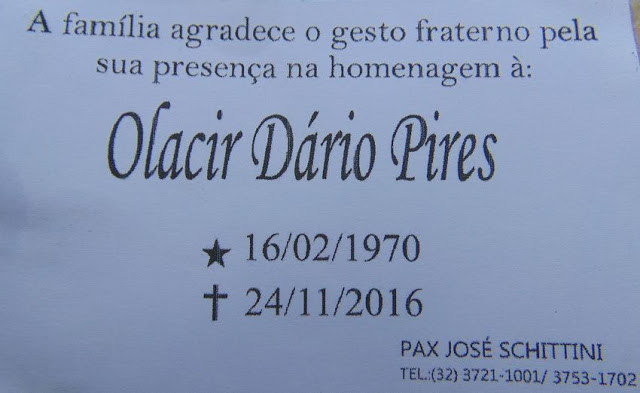 A família agradece o gesto fraterno pela
sua presença na homenagem à:
Olacir Dário Pires
★ 16/02/1970
✝ 24/11/2016
PAX JOSÉ SCHITTINI
TEL.:(32) 3721-1001/ 3753-1702